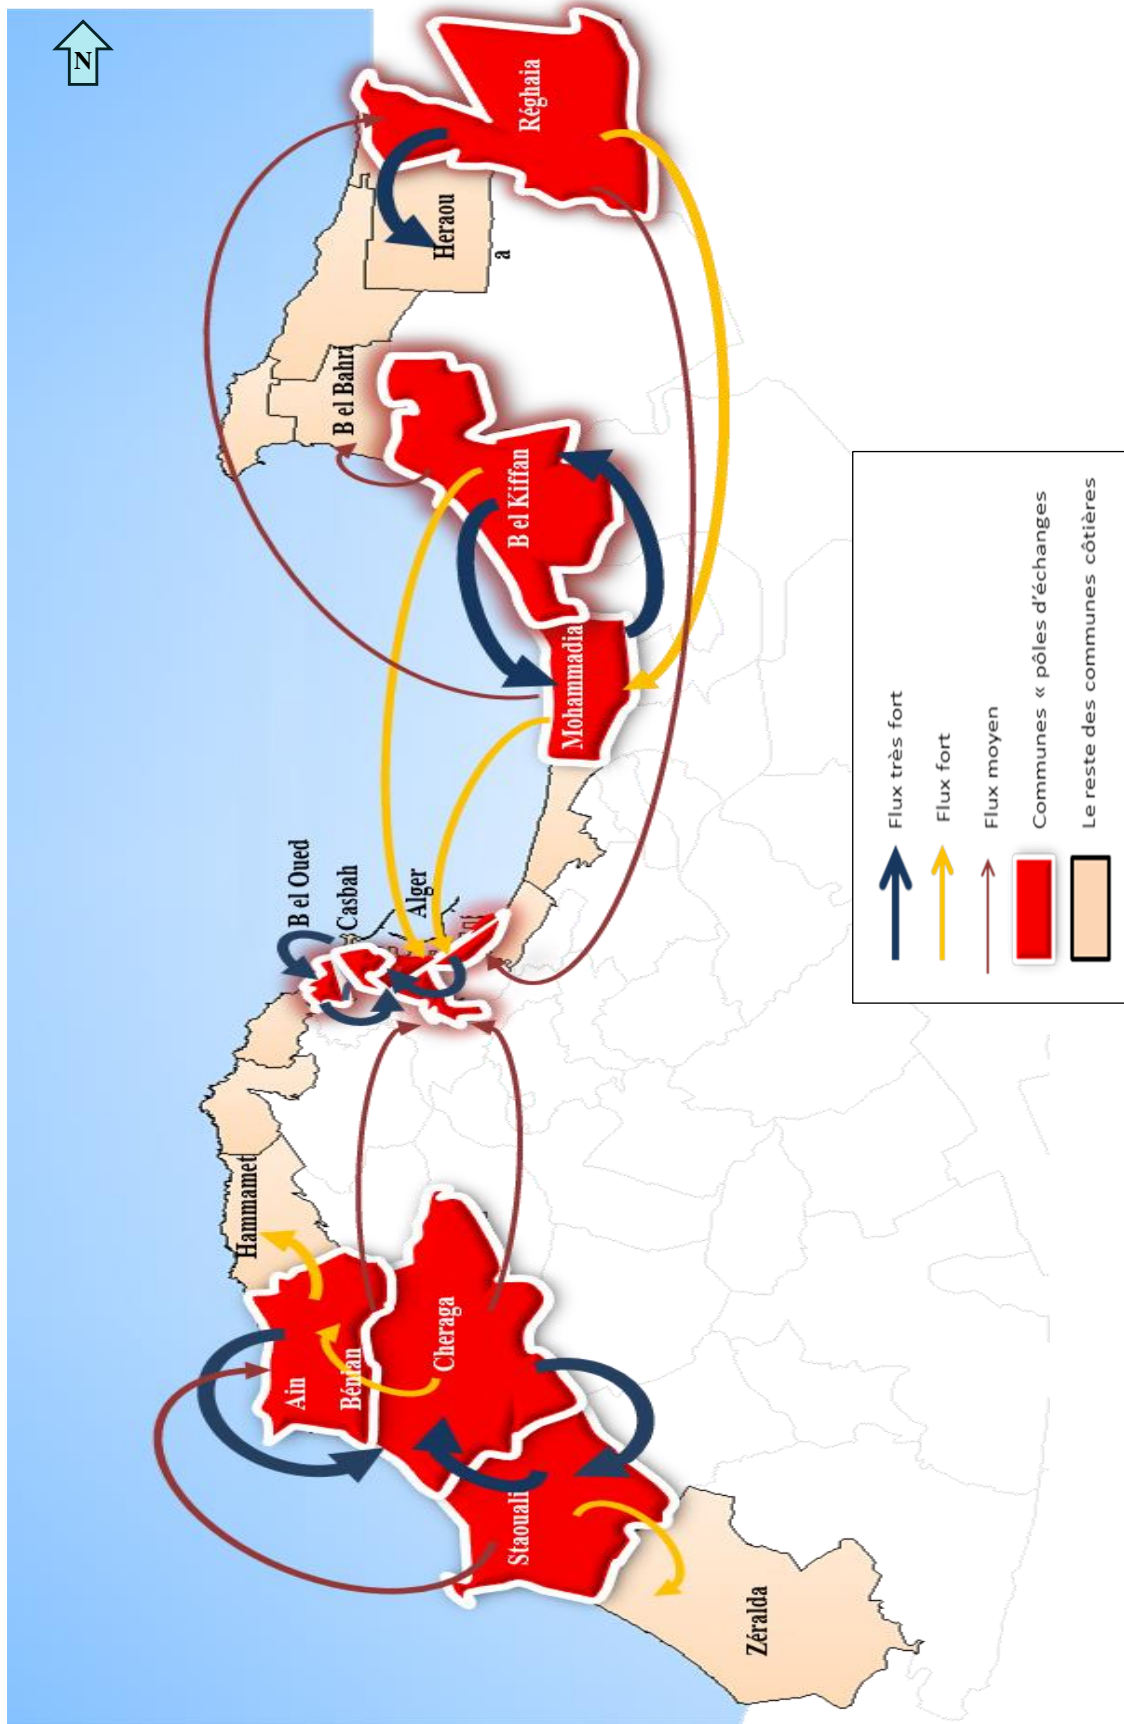 N
Réghaia
Heraou
a
B el Bahri
B el Kiffan
Mohammadia
B el Oued
Casbah
Alger
Hammamet
Ain
Bénian
Cheraga
Staouali
Zéralda
Flux très fort
Flux fort
Flux moyen
Communes « pôles d'échanges
Le reste des communes côtières